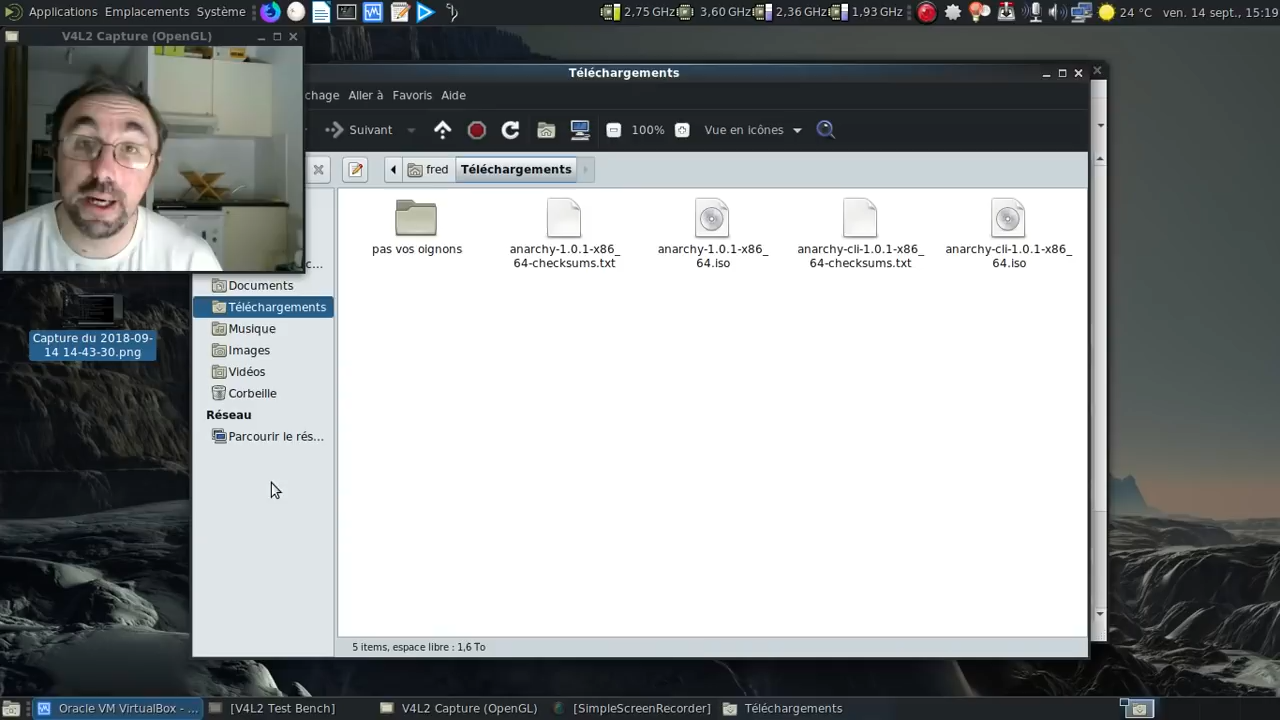 Applications Emplacements Système 2,75 GHz 3,60 GHz 2,36 GHz 1,93 GHz 24 °C ven. 14 sept., 15:19
V4L2 Capture (OpenGL)
Téléchargements
chage Aller à Favoris Aide
Suivant 100% Vue en icônes
fred Téléchargements
pas vos oignons
anarchy-1.0.1-x86_
64-checksums.txt
anarchy-1.0.1-x86_
64.iso
anarchy-cli-1.0.1-x86_
64-checksums.txt
anarchy-cli-1.0.1-x86_
64.iso
c...
Documents
Téléchargements
Musique
Images
Vidéos
Corbeille
Réseau
Parcourir le rés...
Capture du 2018-09-
14 14-43-30.png
5 items, espace libre : 1,6 To
Oracle VM VirtualBox - ... [V4L2 Test Bench] V4L2 Capture (OpenGL) [SimpleScreenRecorder] Téléchargements